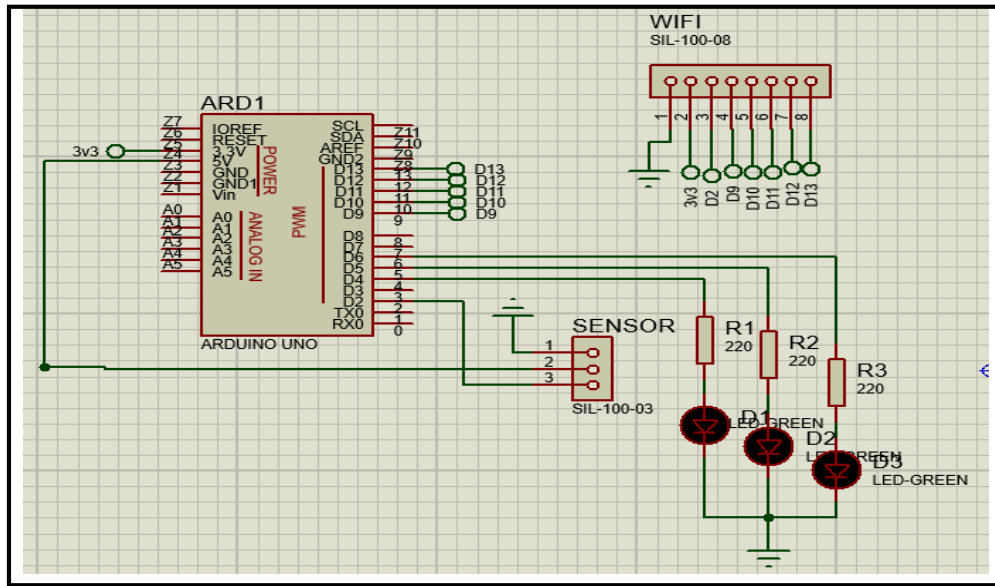 WIFI
SIL-100-08
1 2 3 4 5 6 7 8
3v3 D2 D9 D10 D11 D12 D13
ARD1
Z7 IOREF
Z6 RESET
3v3 Z5 3.3V
Z4 5V
Z3 GND
Z2 GND1
Z1 Vin
POWER
A0 A0
A1 A1
A2 A2
A3 A3
A4 A4
A5 A5
ANALOG IN
PWM
SCL
SDA Z11
AREF Z10
GND2 Z9
D13 Z8 D13
D12 13 D12
D11 12 D11
D10 11 D10
D9 10 D9
9
D8
D7 8
D6 7
D5 6
D4 5
D3 4
D2 3
TX0 2
RX0 1
0
ARDUINO UNO
SENSOR
1
2
3
SIL-100-03
R1
220
R2
220
R3
220
D1
LED-GREEN
D2
LED-GREEN
D3
LED-GREEN